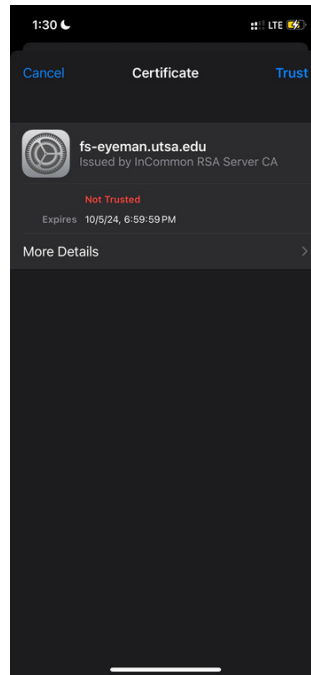 1:30 LTE
Cancel Certificate Trust
fs-eyeman.utsa.edu
Issued by InCommon RSA Server CA
Not Trusted
Expires 10/5/24, 6:59:59 PM
More Details